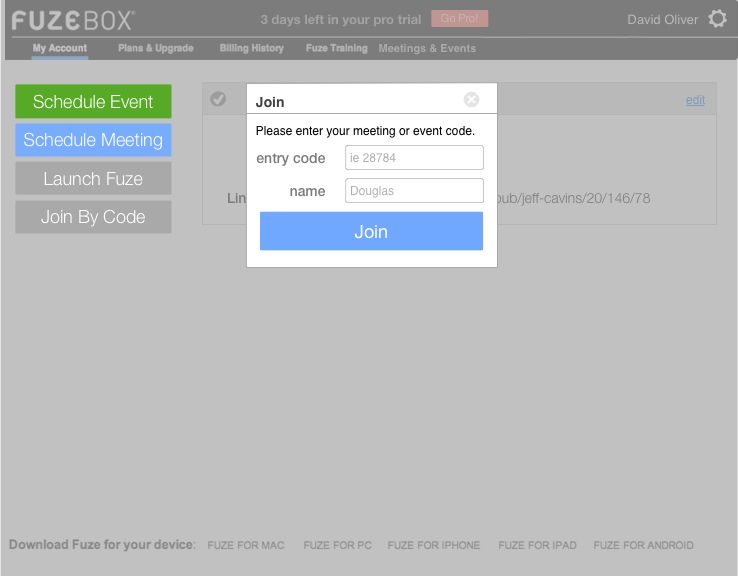 FUZEBOX®
3 days left in your pro trial Go Pro! David Oliver
My Account Plans & Upgrade Billing History Fuze Training Meetings & Events
Schedule Event
Schedule Meeting
Launch Fuze
Join By Code
edit
Join
Please enter your meeting or event code.
entry code ie 28784
name Douglas
Join
Lin
pub/jeff-cavins/20/146/78
Download Fuze for your device: FUZE FOR MAC FUZE FOR PC FUZE FOR IPHONE FUZE FOR IPAD FUZE FOR ANDROID